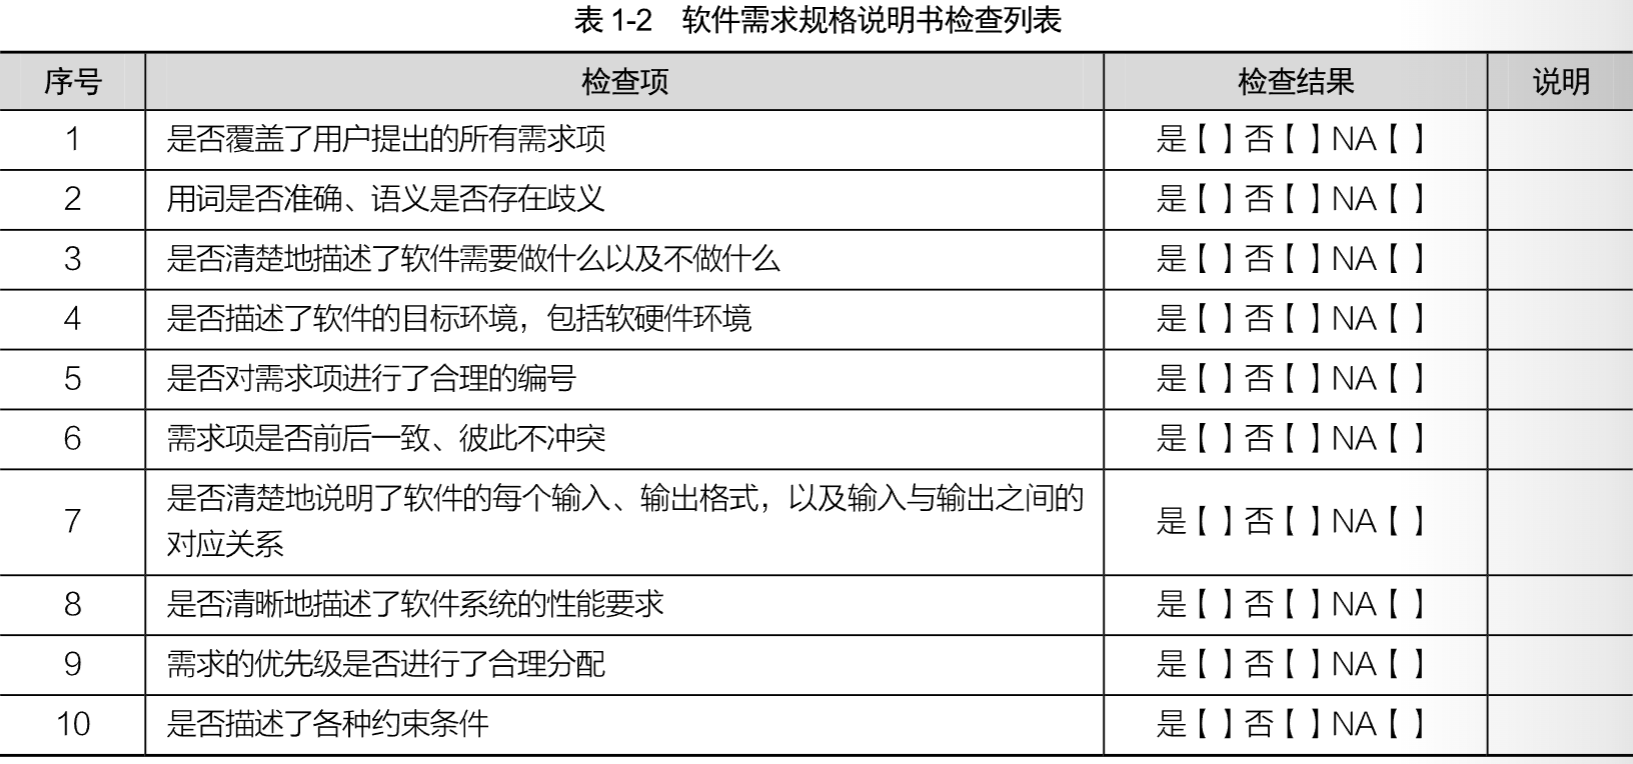 表 1-2 软件需求规格说明书检查列表
序号 检查项 检查结果 说明
1 是否覆盖了用户提出的所有需求项 是【 】否【 】NA【 】
2 用词是否准确、语义是否存在歧义 是【 】否【 】NA【 】
3 是否清楚地描述了软件需要做什么以及不做什么 是【 】否【 】NA【 】
4 是否描述了软件的目标环境，包括软硬件环境 是【 】否【 】NA【 】
5 是否对需求项进行了合理的编号 是【 】否【 】NA【 】
6 需求项是否前后一致、彼此不冲突 是【 】否【 】NA【 】
7 是否清楚地说明了软件的每个输入、输出格式，以及输入与输出之间的
对应关系 是【 】否【 】NA【 】
8 是否清晰地描述了软件系统的性能要求 是【 】否【 】NA【 】
9 需求的优先级是否进行了合理分配 是【 】否【 】NA【 】
10 是否描述了各种约束条件 是【 】否【 】NA【 】